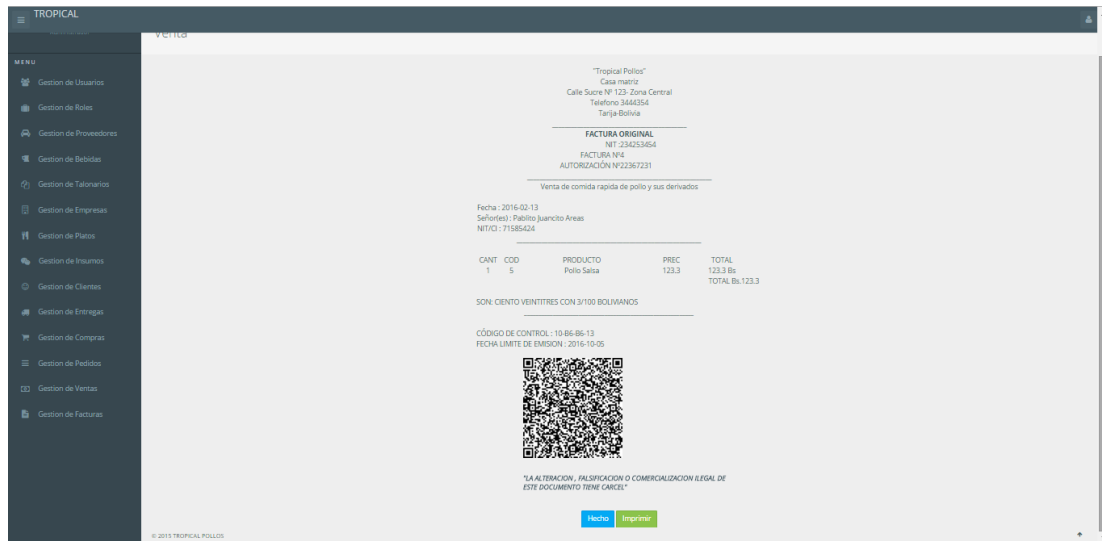 TROPICAL
Venta
MENU
Gestion de Usuarios
Gestion de Roles
Gestion de Proveedores
Gestion de Bebidas
Gestion de Talonarios
Gestion de Empresas
Gestion de Platos
Gestion de Insumos
Gestion de Clientes
Gestion de Entregas
Gestion de Compras
Gestion de Pedidos
Gestion de Ventas
Gestion de Facturas
"Tropical Pollos"
Casa matriz
Calle Sucre Nº 123- Zona Central
Telefono 3444354
Tarija-Bolivia
FACTURA ORIGINAL
NIT :234253454
FACTURA Nº4
AUTORIZACIÓN Nº22367231
Venta de comida rapida de pollo y sus derivados
Fecha : 2016-02-13
Señor(es) : Pablito Juancito Areas
NIT/CI : 71585424
CANT COD PRODUCTO PREC TOTAL
1 5 Pollo Salsa 123.3 123.3 Bs
TOTAL Bs.123.3
SON: CIENTO VEINTITRES CON 3/100 BOLIVIANOS
CÓDIGO DE CONTROL : 10-B6-B6-13
FECHA LIMITE DE EMISION : 2016-10-05
"LA ALTERACION , FALSIFICACION O COMERCIALIZACION ILEGAL DE
ESTE DOCUMENTO TIENE CARCEL"
Hecho Imprimir
© 2015 TROPICAL POLLOS